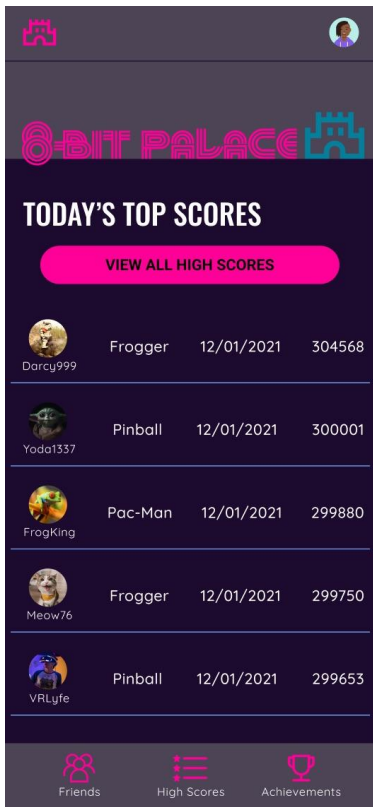 8-BIT PALACE
TODAY'S TOP SCORES
VIEW ALL HIGH SCORES
Frogger 12/01/2021 304568
Darcy999
Pinball 12/01/2021 300001
Yoda1337
Pac-Man 12/01/2021 299880
FrogKing
Frogger 12/01/2021 299750
Meow76
Pinball 12/01/2021 299653
VRLyfe
Friends High Scores Achievements